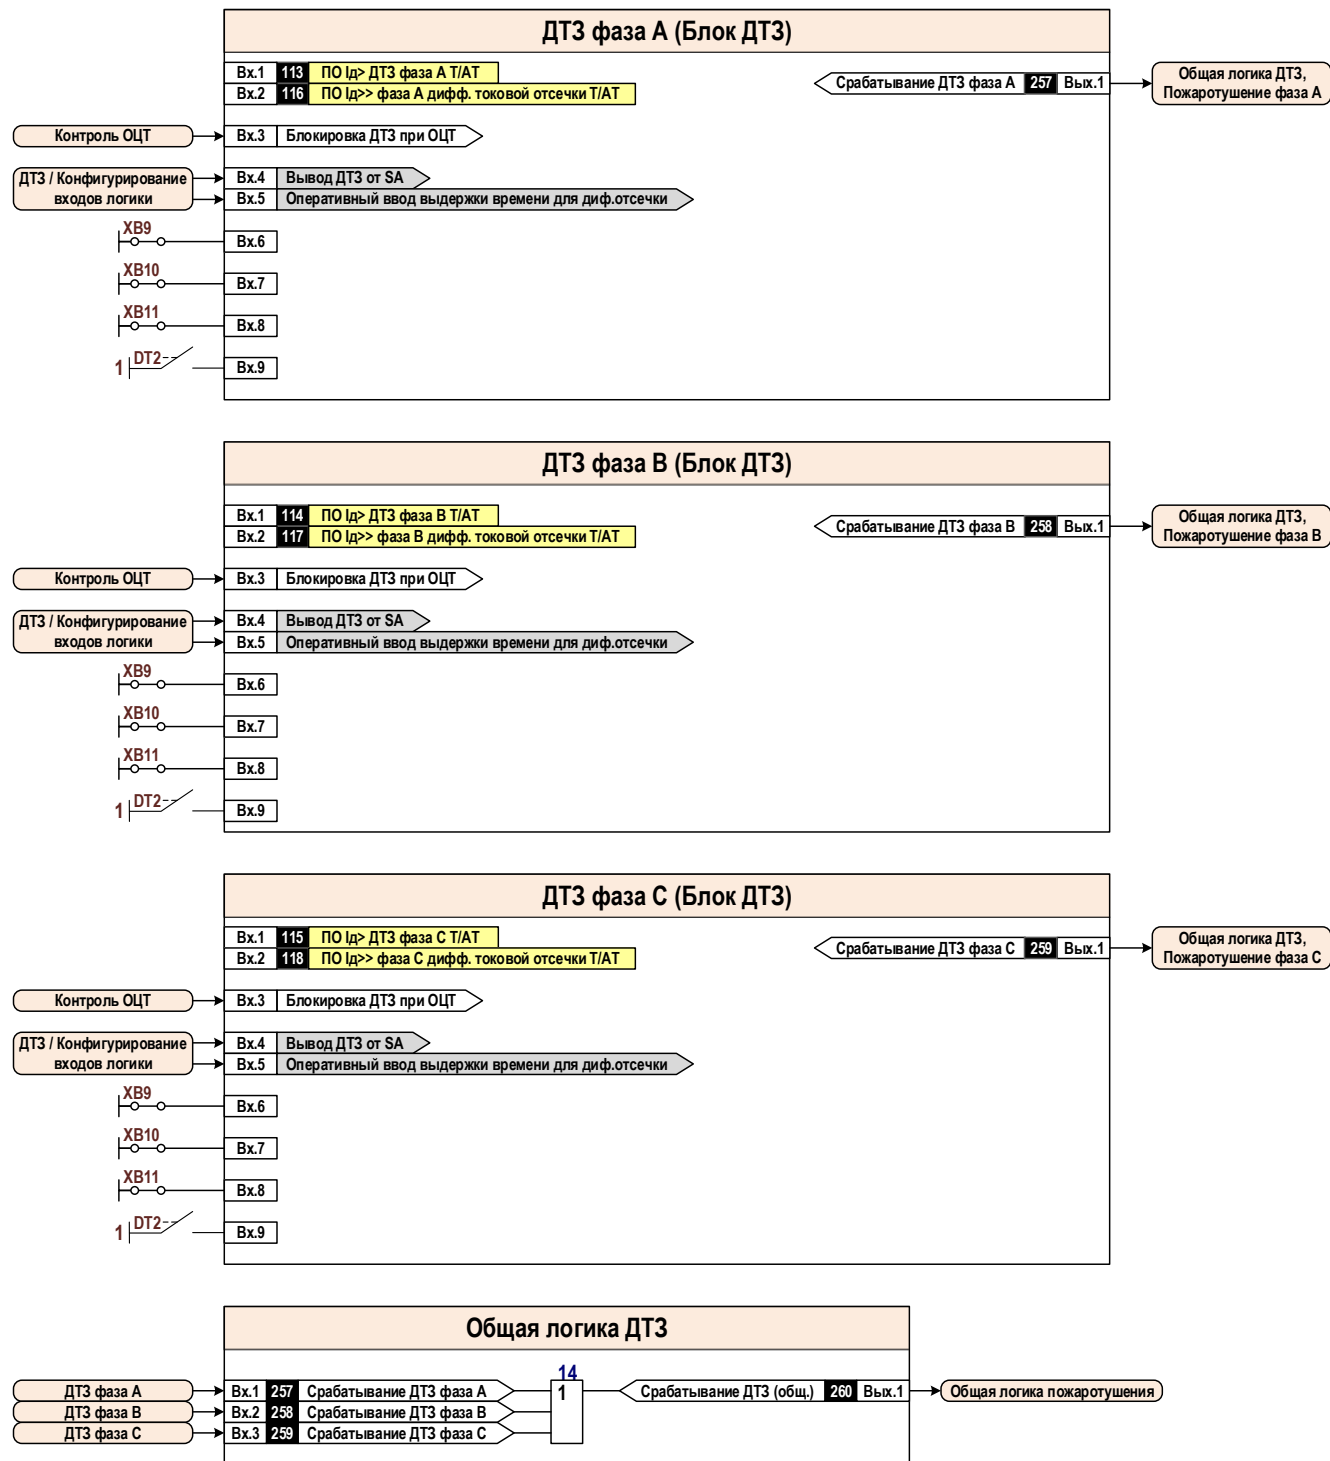 ДТЗ фаза А (Блок ДТЗ)
Вх.1 113 ПО Iд> ДТЗ фаза А Т/АТ
Вх.2 116 ПО Iд>> фаза А дифф. токовой отсечки Т/АТ
Срабатывание ДТЗ фаза А 257 Вых.1
Общая логика ДТЗ,
Пожаротушение фаза А
Контроль ОЦТ
Вх.3 Блокировка ДТЗ при ОЦТ
ДТЗ / Конфигурирование
входов логики
Вх.4 Вывод ДТЗ от SA
Вх.5 Оперативный ввод выдержки времени для диф.отсечки
XB9
Вх.6
XB10
Вх.7
XB11
Вх.8
1 DT2
Вх.9
ДТЗ фаза В (Блок ДТЗ)
Вх.1 114 ПО Iд> ДТЗ фаза В Т/АТ
Вх.2 117 ПО Iд>> фаза В дифф. токовой отсечки Т/АТ
Срабатывание ДТЗ фаза В 258 Вых.1
Общая логика ДТЗ,
Пожаротушение фаза В
Контроль ОЦТ
Вх.3 Блокировка ДТЗ при ОЦТ
ДТЗ / Конфигурирование
входов логики
Вх.4 Вывод ДТЗ от SA
Вх.5 Оперативный ввод выдержки времени для диф.отсечки
XB9
Вх.6
XB10
Вх.7
XB11
Вх.8
1 DT2
Вх.9
ДТЗ фаза С (Блок ДТЗ)
Вх.1 115 ПО Iд> ДТЗ фаза С Т/АТ
Вх.2 118 ПО Iд>> фаза С дифф. токовой отсечки Т/АТ
Срабатывание ДТЗ фаза С 259 Вых.1
Общая логика ДТЗ,
Пожаротушение фаза С
Контроль ОЦТ
Вх.3 Блокировка ДТЗ при ОЦТ
ДТЗ / Конфигурирование
входов логики
Вх.4 Вывод ДТЗ от SA
Вх.5 Оперативный ввод выдержки времени для диф.отсечки
XB9
Вх.6
XB10
Вх.7
XB11
Вх.8
1 DT2
Вх.9
Общая логика ДТЗ
14
ДТЗ фаза А Вх.1 257 Срабатывание ДТЗ фаза А 1 Срабатывание ДТЗ (общ.) 260 Вых.1 Общая логика пожаротушения
ДТЗ фаза В Вх.2 258 Срабатывание ДТЗ фаза В
ДТЗ фаза С Вх.3 259 Срабатывание ДТЗ фаза С